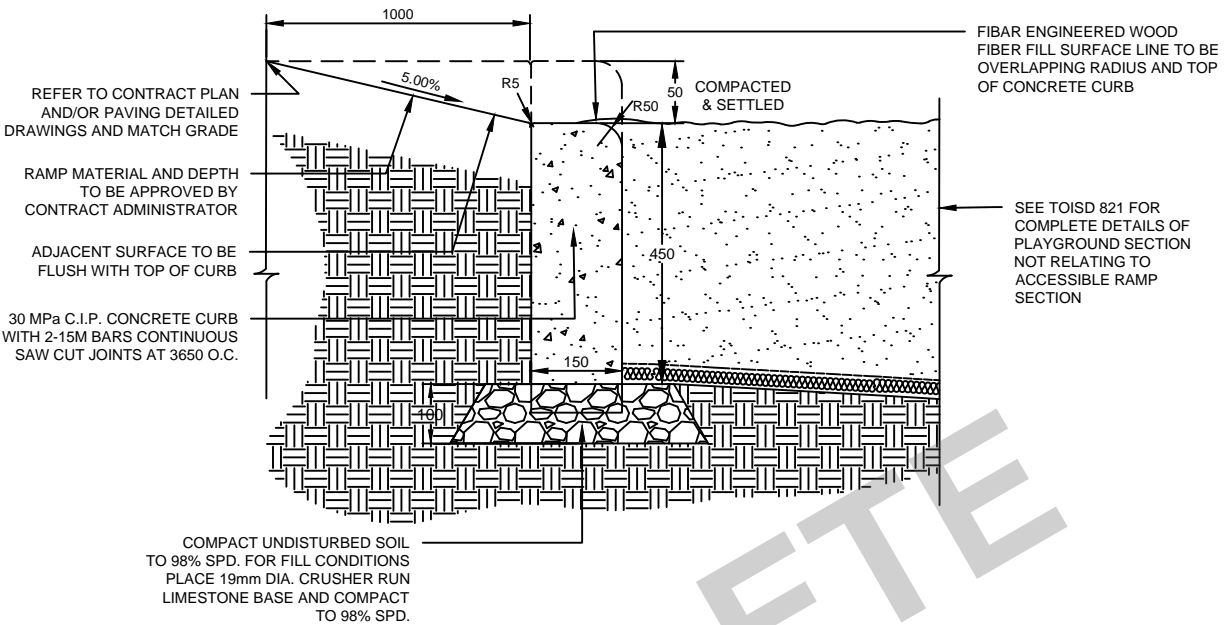 1000
FIBAR ENGINEERED WOOD
FIBER FILL SURFACE LINE TO BE
OVERLAPPING RADIUS AND TOP
OF CONCRETE CURB
5.00%
R5
50
COMPACTED
& SETTLED
R50
REFER TO CONTRACT PLAN
AND/OR PAVING DETAILED
DRAWINGS AND MATCH GRADE
RAMP MATERIAL AND DEPTH
TO BE APPROVED BY
CONTRACT ADMINISTRATOR
ADJACENT SURFACE TO BE
FLUSH WITH TOP OF CURB
450
SEE TOISD 821 FOR
COMPLETE DETAILS OF
PLAYGROUND SECTION
NOT RELATING TO
ACCESSIBLE RAMP
SECTION
30 MPa C.I.P. CONCRETE CURB
WITH 2-15M BARS CONTINUOUS
SAW CUT JOINTS AT 3650 O.C.
150
100
COMPACT UNDISTURBED SOIL
TO 98% SPD. FOR FILL CONDITIONS
PLACE 19mm DIA. CRUSHER RUN
LIMESTONE BASE AND COMPACT
TO 98% SPD.
ETE